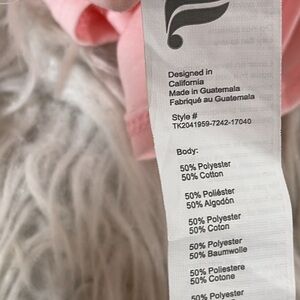 Designed in
California
Made in Guatemala
Fabriqué au Guatemala
Style #
TK2041959-7242-17040
Body:
50% Polyester
50% Cotton
50% Poliéster
50% Algodón
50% Polyester
50% Coton
50% Polyester
50% Baumwolle
50% Poliestere
50% Cotone
50% Polyester